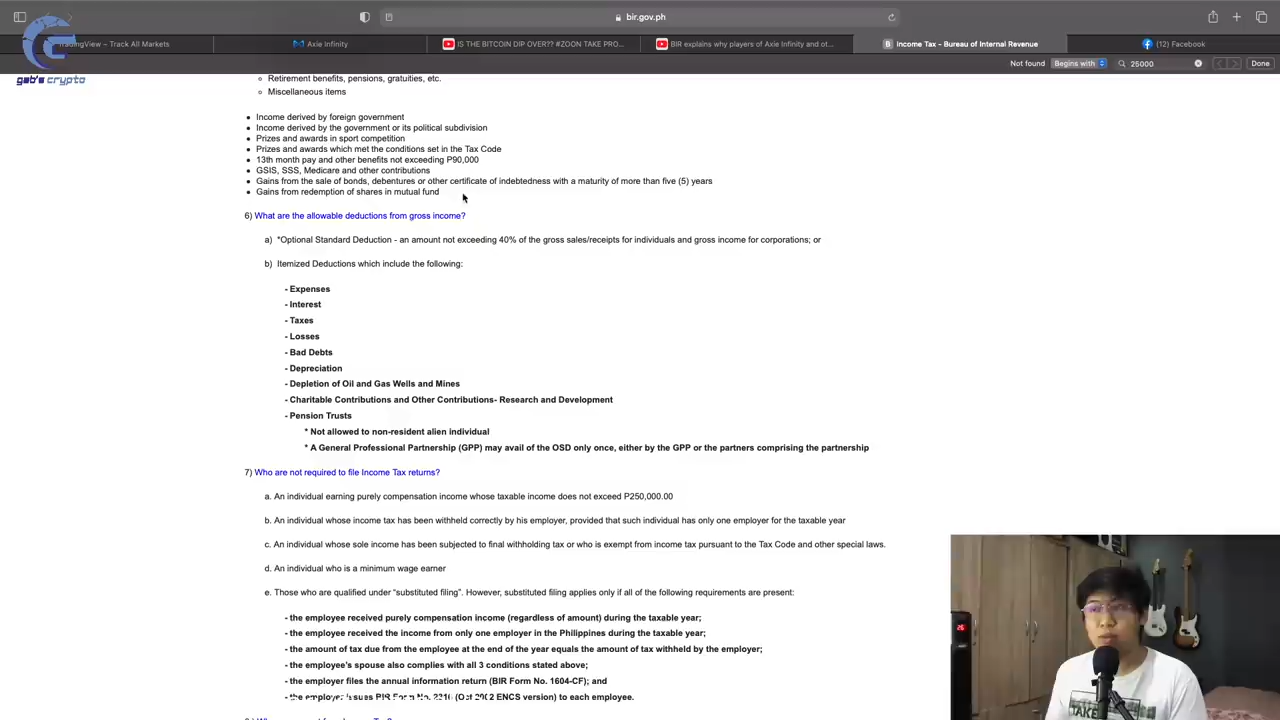 bir.gov.ph
TradingView – Track All Markets
Axie Infinity
IS THE BITCOIN DIP OVER?? #ZOON TAKE PRO...
BIR explains why players of Axie Infinity and ot...
B Income Tax - Bureau of Internal Revenue
(12) Facebook
gab's crypto
Not found
Begins with
25000
Done
Retirement benefits, pensions, gratuities, etc.
Miscellaneous items
Income derived by foreign government
Income derived by the government or its political subdivision
Prizes and awards in sport competition
Prizes and awards which met the conditions set in the Tax Code
13th month pay and other benefits not exceeding P90,000
GSIS, SSS, Medicare and other contributions
Gains from the sale of bonds, debentures or other certificate of indebtedness with a maturity of more than five (5) years
Gains from redemption of shares in mutual fund
6) What are the allowable deductions from gross income?
a) *Optional Standard Deduction - an amount not exceeding 40% of the gross sales/receipts for individuals and gross income for corporations; or
b) Itemized Deductions which include the following:
- Expenses
- Interest
- Taxes
- Losses
- Bad Debts
- Depreciation
- Depletion of Oil and Gas Wells and Mines
- Charitable Contributions and Other Contributions- Research and Development
- Pension Trusts
* Not allowed to non-resident alien individual
* A General Professional Partnership (GPP) may avail of the OSD only once, either by the GPP or the partners comprising the partnership
7) Who are not required to file Income Tax returns?
a. An individual earning purely compensation income whose taxable income does not exceed P250,000.00
b. An individual whose income tax has been withheld correctly by his employer, provided that such individual has only one employer for the taxable year
c. An individual whose sole income has been subjected to final withholding tax or who is exempt from income tax pursuant to the Tax Code and other special laws.
d. An individual who is a minimum wage earner
e. Those who are qualified under “substituted filing”. However, substituted filing applies only if all of the following requirements are present:
- the employee received purely compensation income (regardless of amount) during the taxable year;
- the employee received the income from only one employer in the Philippines during the taxable year;
- the amount of tax due from the employee at the end of the year equals the amount of tax withheld by the employer;
- the employee's spouse also complies with all 3 conditions stated above;
- the employer files the annual information return (BIR Form No. 1604-CF); and
- the employer issues BIR Form No. 2316 (Oct 2002 ENCS version) to each employee.
26